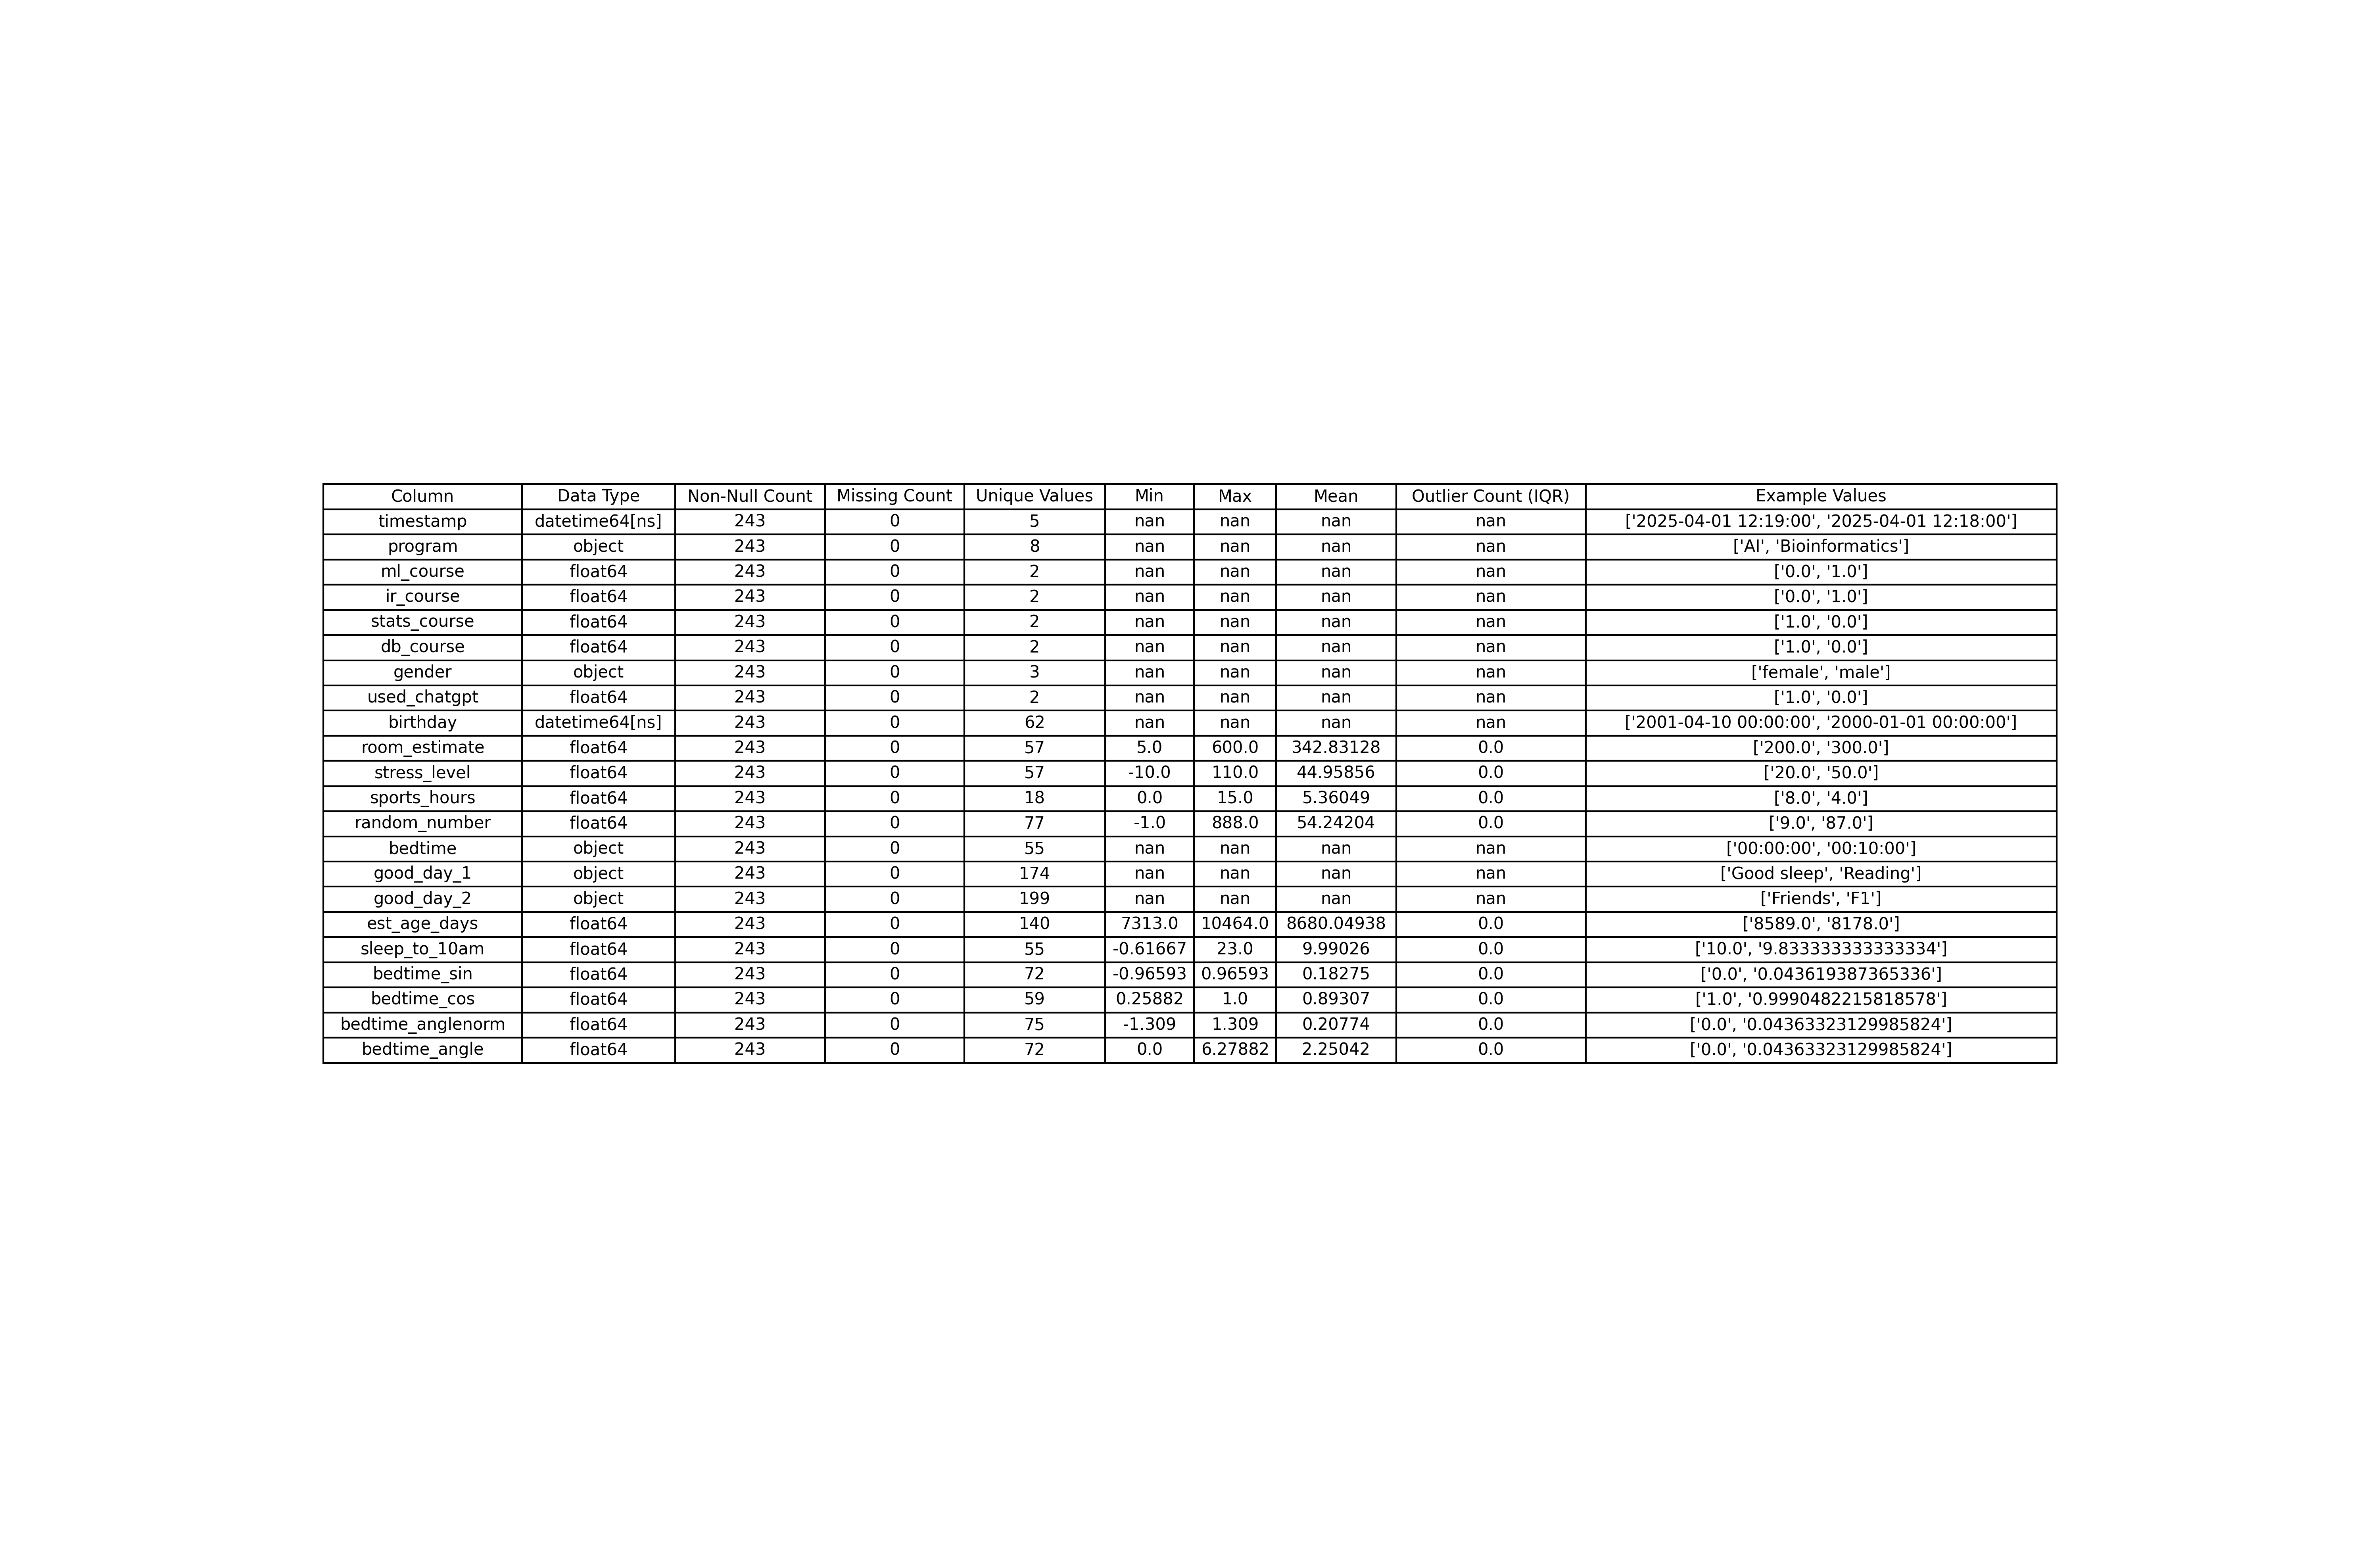 Column Data Type Non-Null Count Missing Count Unique Values Min Max Mean Outlier Count (IQR) Example Values
timestamp datetime64[ns] 243 0 5 nan nan nan nan ['2025-04-01 12:19:00', '2025-04-01 12:18:00']
program object 243 0 8 nan nan nan nan ['AI', 'Bioinformatics']
ml_course float64 243 0 2 nan nan nan nan ['0.0', '1.0']
ir_course float64 243 0 2 nan nan nan nan ['0.0', '1.0']
stats_course float64 243 0 2 nan nan nan nan ['1.0', '0.0']
db_course float64 243 0 2 nan nan nan nan ['1.0', '0.0']
gender object 243 0 3 nan nan nan nan ['female', 'male']
used_chatgpt float64 243 0 2 nan nan nan nan ['1.0', '0.0']
birthday datetime64[ns] 243 0 62 nan nan nan nan ['2001-04-10 00:00:00', '2000-01-01 00:00:00']
room_estimate float64 243 0 57 5.0 600.0 342.83128 0.0 ['200.0', '300.0']
stress_level float64 243 0 57 -10.0 110.0 44.95856 0.0 ['20.0', '50.0']
sports_hours float64 243 0 18 0.0 15.0 5.36049 0.0 ['8.0', '4.0']
random_number float64 243 0 77 -1.0 888.0 54.24204 0.0 ['9.0', '87.0']
bedtime object 243 0 55 nan nan nan nan ['00:00:00', '00:10:00']
good_day_1 object 243 0 174 nan nan nan nan ['Good sleep', 'Reading']
good_day_2 object 243 0 199 nan nan nan nan ['Friends', 'F1']
est_age_days float64 243 0 140 7313.0 10464.0 8680.04938 0.0 ['8589.0', '8178.0']
sleep_to_10am float64 243 0 55 -0.61667 23.0 9.99026 0.0 ['10.0', '9.833333333333334']
bedtime_sin float64 243 0 72 -0.96593 0.96593 0.18275 0.0 ['0.0', '0.043619387365336']
bedtime_cos float64 243 0 59 0.25882 1.0 0.89307 0.0 ['1.0', '0.9990482215818578']
bedtime_anglenorm float64 243 0 75 -1.309 1.309 0.20774 0.0 ['0.0', '0.04363323129985824']
bedtime_angle float64 243 0 72 0.0 6.27882 2.25042 0.0 ['0.0', '0.04363323129985824']